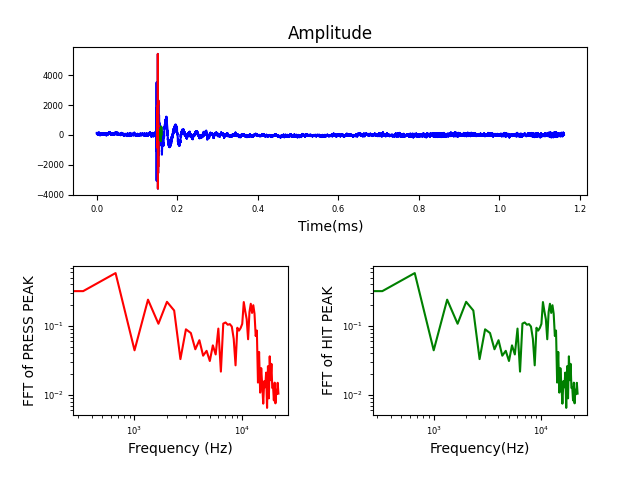 Amplitude
4000
2000
0
−2000
−4000
0.0 0.2 0.4 0.6 0.8 1.0 1.2
Time(ms)
FFT of PRESS PEAK
10⁻¹
10⁻²
10³ 10⁴
Frequency (Hz)
FFT of HIT PEAK
10⁻¹
10⁻²
10³ 10⁴
Frequency(Hz)